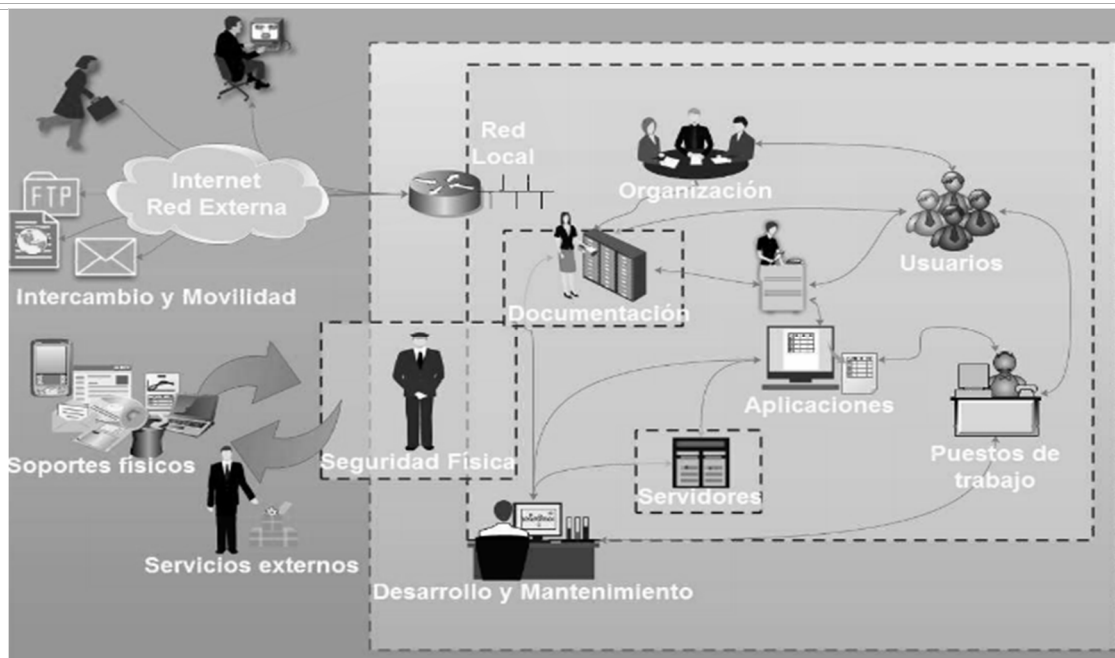 Red
Local
Internet
Red Externa
FTP
Organización
Usuarios
Intercambio y Movilidad
Documentación
Aplicaciones
Soportes físicos
Seguridad Física
Servidores
Puestos de
trabajo
Servicios externos
Desarrollo y Mantenimiento